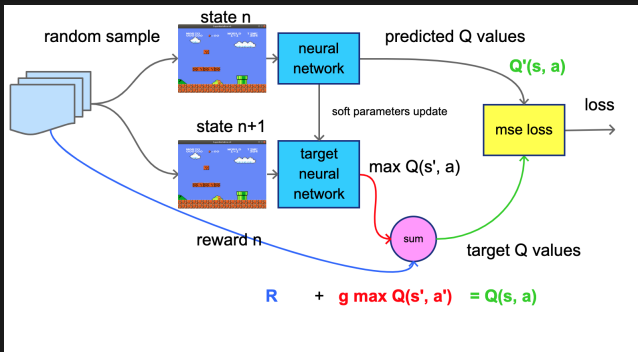 state n
random sample
neural
network
predicted Q values
Q'(s, a)
soft parameters update
loss
mse loss
state n+1
target
neural
network
max Q(s', a)
sum
reward n
target Q values
R + g max Q(s', a') = Q(s, a)